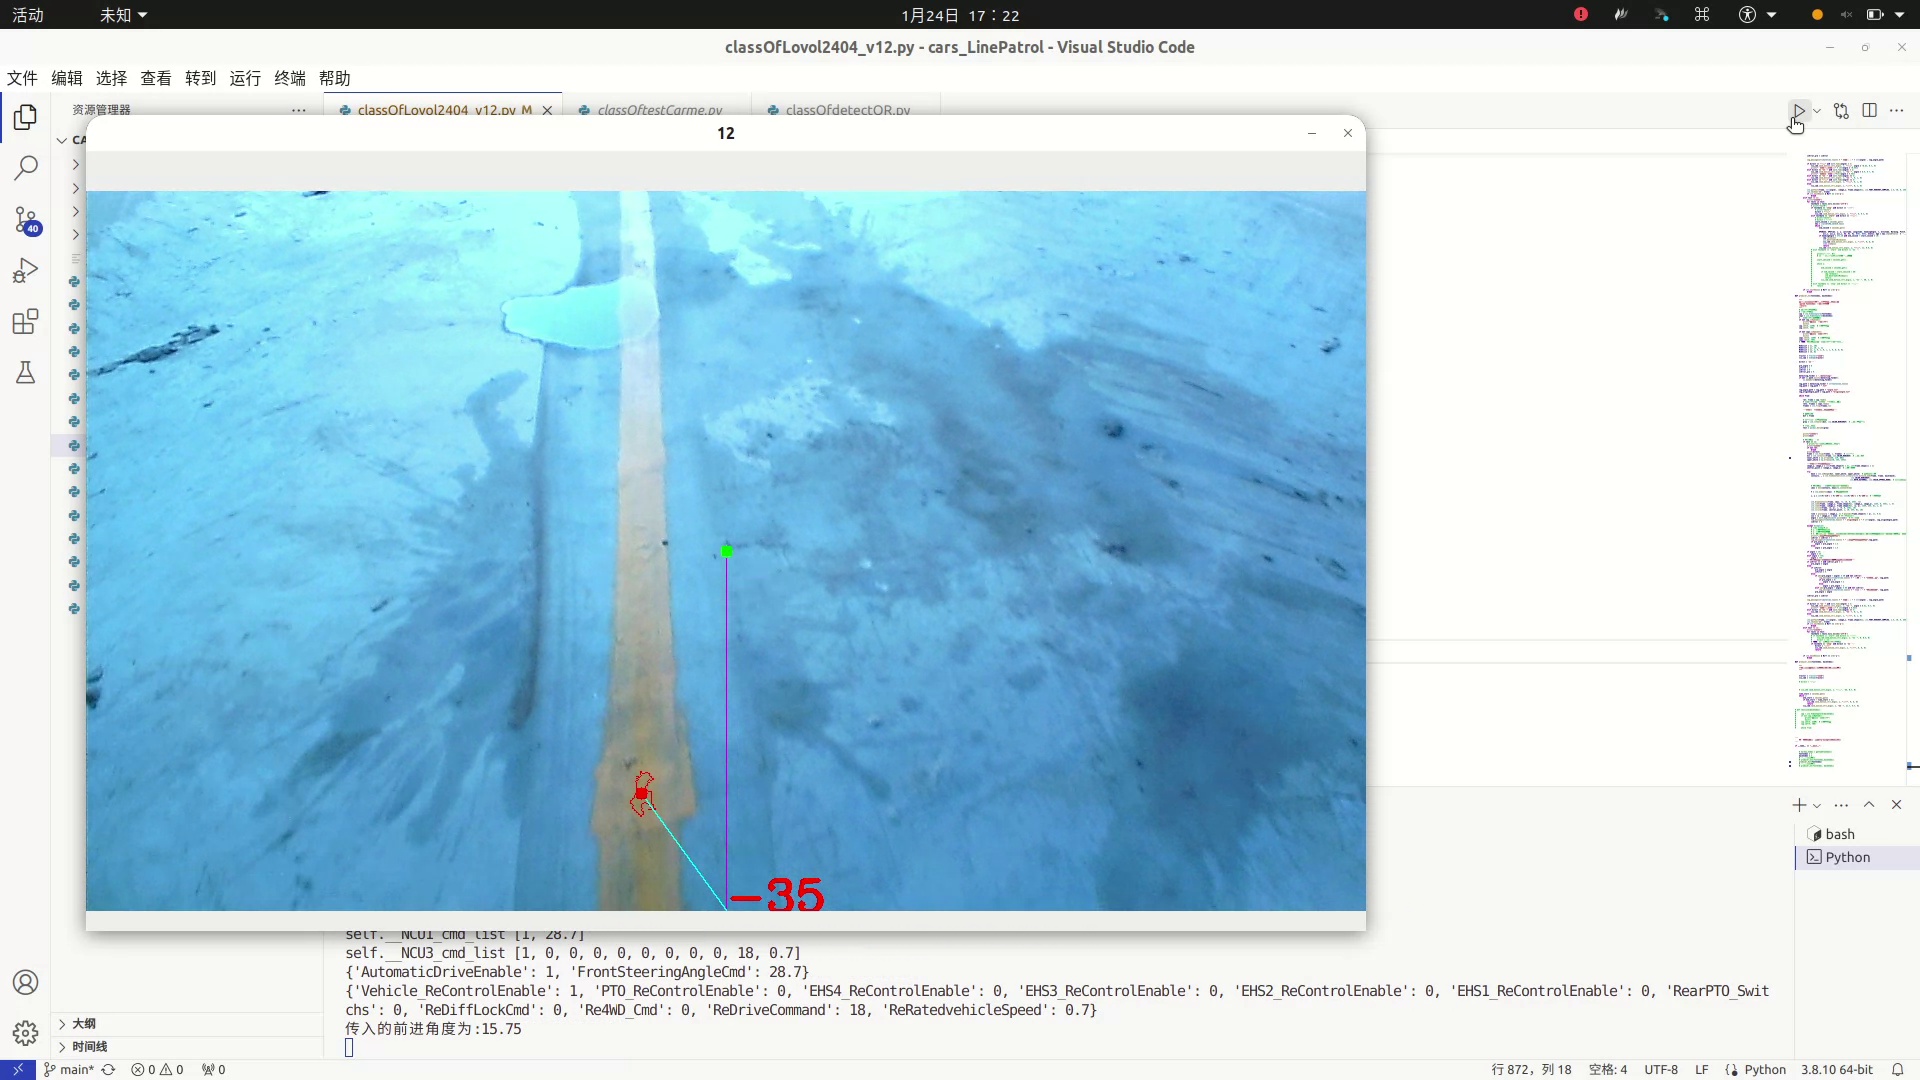 活动
未知
1月24日 17：22
classOfLovol2404_v12.py - cars_LinePatrol - Visual Studio Code
文件 编辑 选择 查看 转到 运行 终端 帮助
资源管理器
classOfLovol2404_v12.py M
classOftestCarme.py
classOfdetectQR.py
CA
12
40
-35
bash
Python
self.__NCU1_cmd_list [1, 28.7]
self.__NCU3_cmd_list [1, 0, 0, 0, 0, 0, 0, 0, 0, 18, 0.7]
{'AutomaticDriveEnable': 1, 'FrontSteeringAngleCmd': 28.7}
{'Vehicle_ReControlEnable': 1, 'PTO_ReControlEnable': 0, 'EHS4_ReControlEnable': 0, 'EHS3_ReControlEnable': 0, 'EHS2_ReControlEnable': 0, 'EHS1_ReControlEnable': 0, 'RearPTO_Swit
chs': 0, 'ReDiffLockCmd': 0, 'Re4WD_Cmd': 0, 'ReDriveCommand': 18, 'ReRatedvehicleSpeed': 0.7}
传入的前进角度为:15.75
大纲
时间线
main* 0 0 0
行 872，列 18 空格: 4 UTF-8 LF Python 3.8.10 64-bit